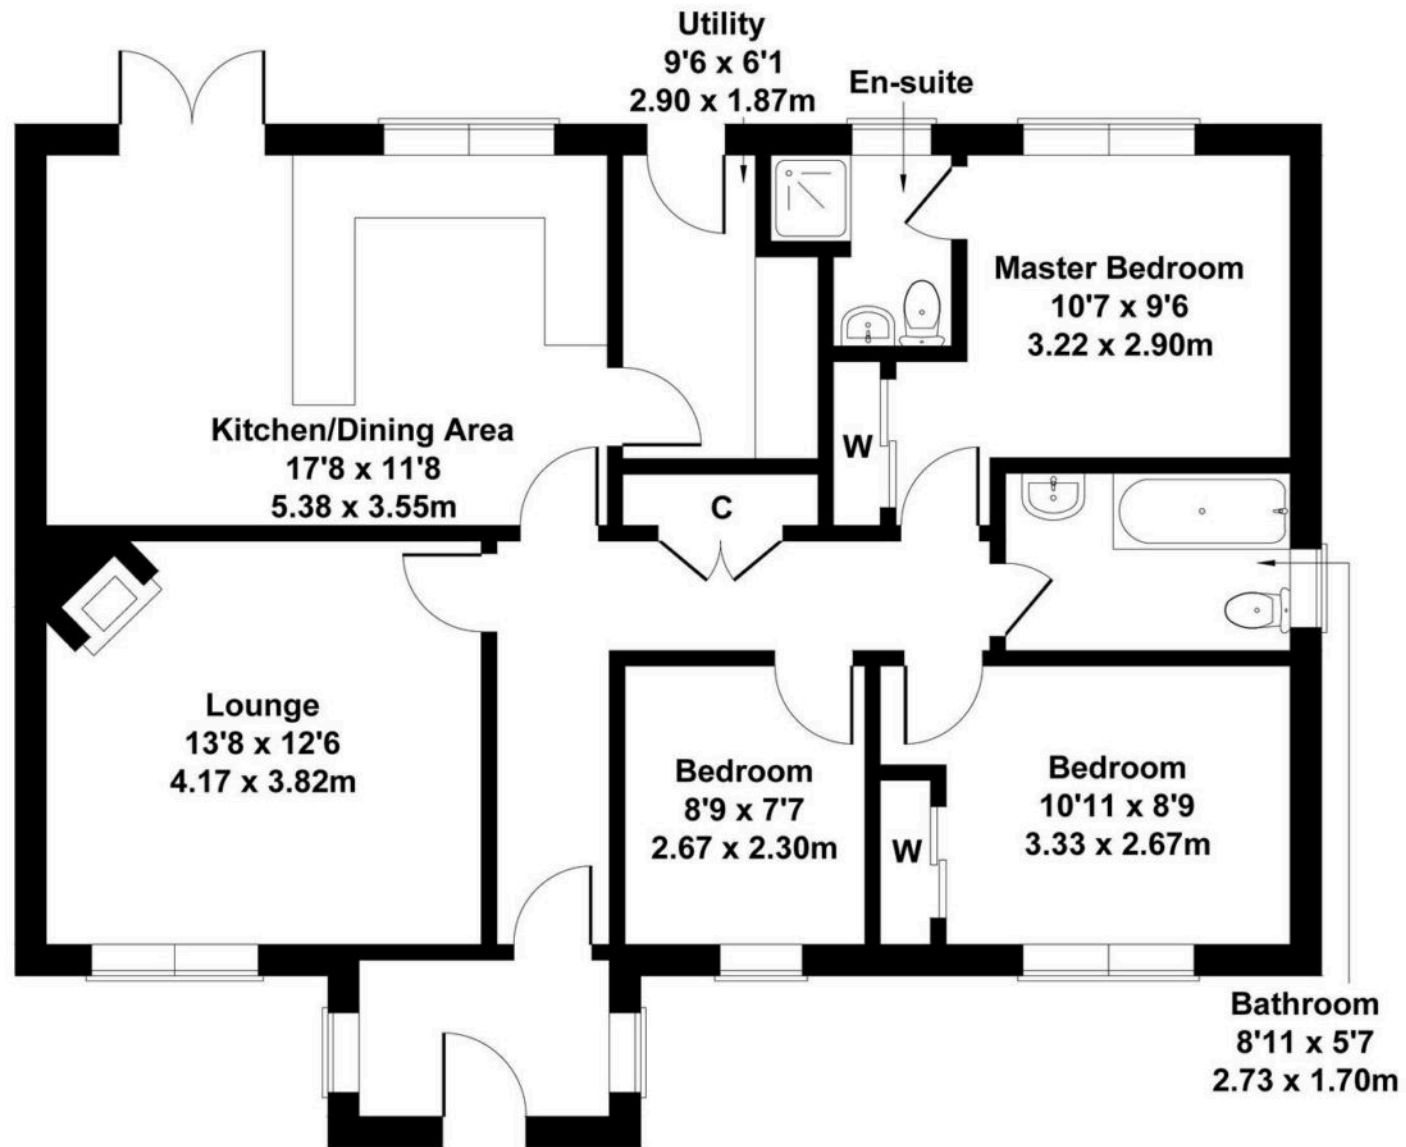 Utility
9'6 x 6'1
2.90 x 1.87m
En-suite
Master Bedroom
10'7 x 9'6
3.22 x 2.90m
Kitchen/Dining Area
17'8 x 11'8
5.38 x 3.55m
W
C
Lounge
13'8 x 12'6
4.17 x 3.82m
Bedroom
8'9 x 7'7
2.67 x 2.30m
W
Bedroom
10'11 x 8'9
3.33 x 2.67m
Bathroom
8'11 x 5'7
2.73 x 1.70m